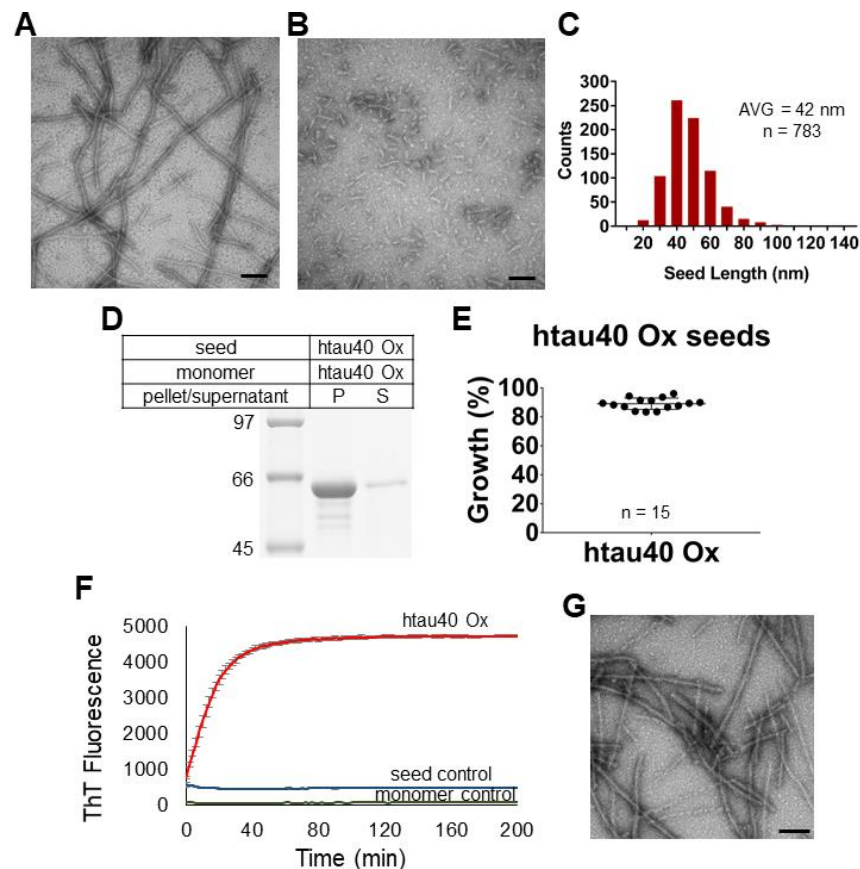 A
B
C
300
250
200
150
100
50
0
Counts
AVG = 42 nm
n = 783
20 40 60 80 100 120 140
Seed Length (nm)
D
seed htau40 Ox
monomer htau40 Ox
pellet/supernatant P S
97
66
45
E
htau40 Ox seeds
100
80
60
40
20
0
Growth (%)
n = 15
htau40 Ox
F
5000
4000
3000
2000
1000
0
ThT Fluorescence
htau40 Ox
seed control
monomer control
0 40 80 120 160 200
Time (min)
G